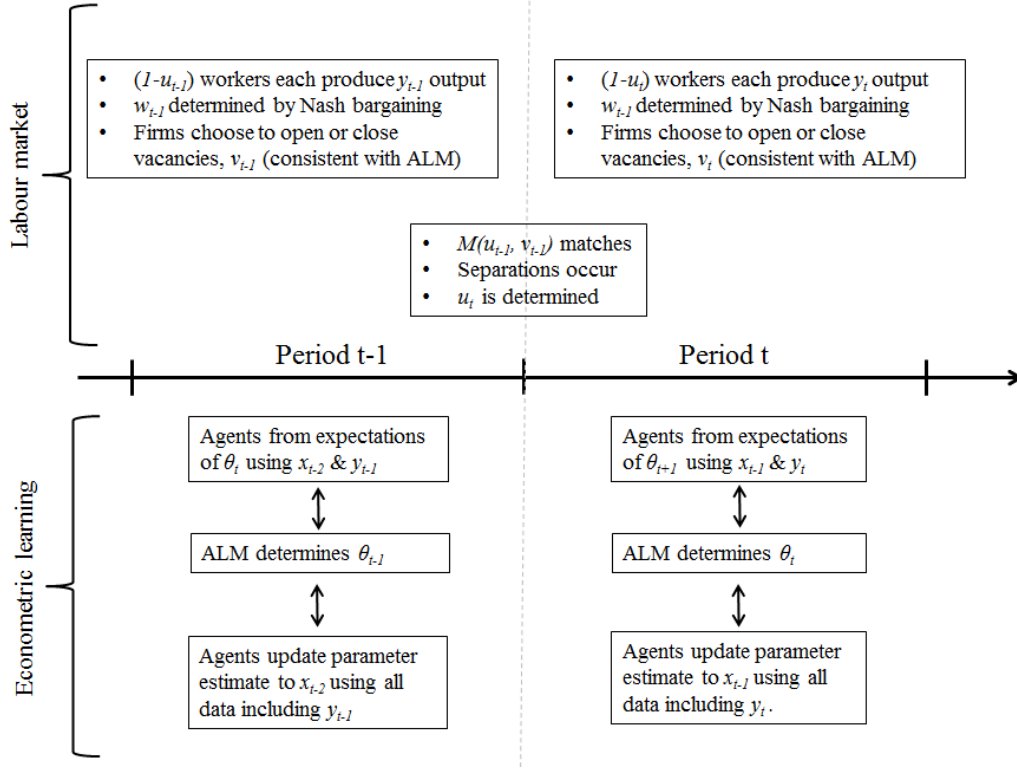 Labour market
• (1-u_{t-1}) workers each produce y_{t-1} output
• w_{t-1} determined by Nash bargaining
• Firms choose to open or close
vacancies, v_{t-1} (consistent with ALM)
• (1-u_t) workers each produce y_t output
• w_{t-1} determined by Nash bargaining
• Firms choose to open or close
vacancies, v_t (consistent with ALM)
• M(u_{t-1}, v_{t-1}) matches
• Separations occur
• u_t is determined
Period t-1
Period t
Econometric learning
Agents from expectations
of θ_t using x_{t-2} & y_{t-1}
ALM determines θ_{t-1}
Agents update parameter
estimate to x_{t-2} using all
data including y_{t-1}
Agents from expectations
of θ_{t+1} using x_{t-1} & y_t
ALM determines θ_t
Agents update parameter
estimate to x_{t-1} using all
data including y_t .